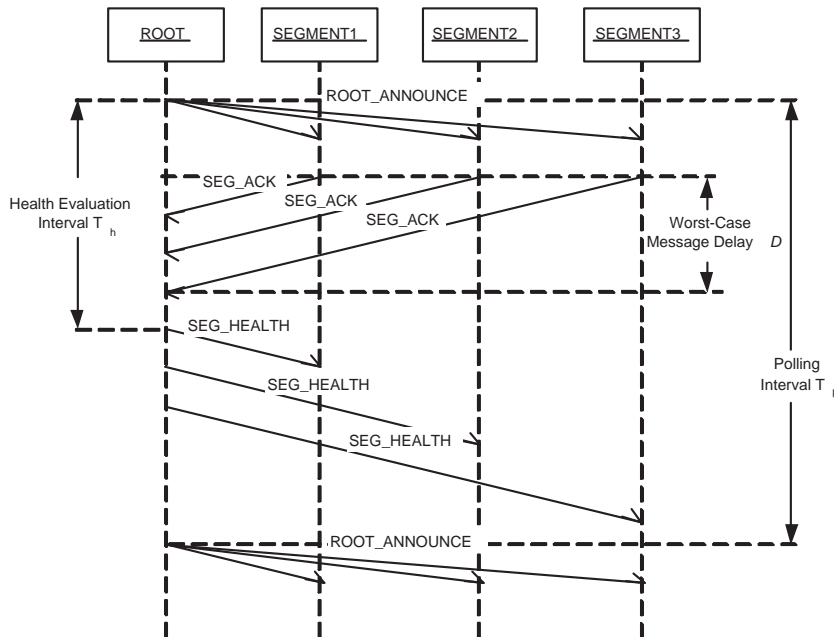 ROOT
SEGMENT1
SEGMENT2
SEGMENT3
ROOT_ANNOUNCE
SEG_ACK
SEG_ACK
SEG_ACK
Health Evaluation
Interval T h
Worst-Case
Message Delay D
SEG_HEALTH
SEG_HEALTH
SEG_HEALTH
Polling
Interval T
ROOT_ANNOUNCE